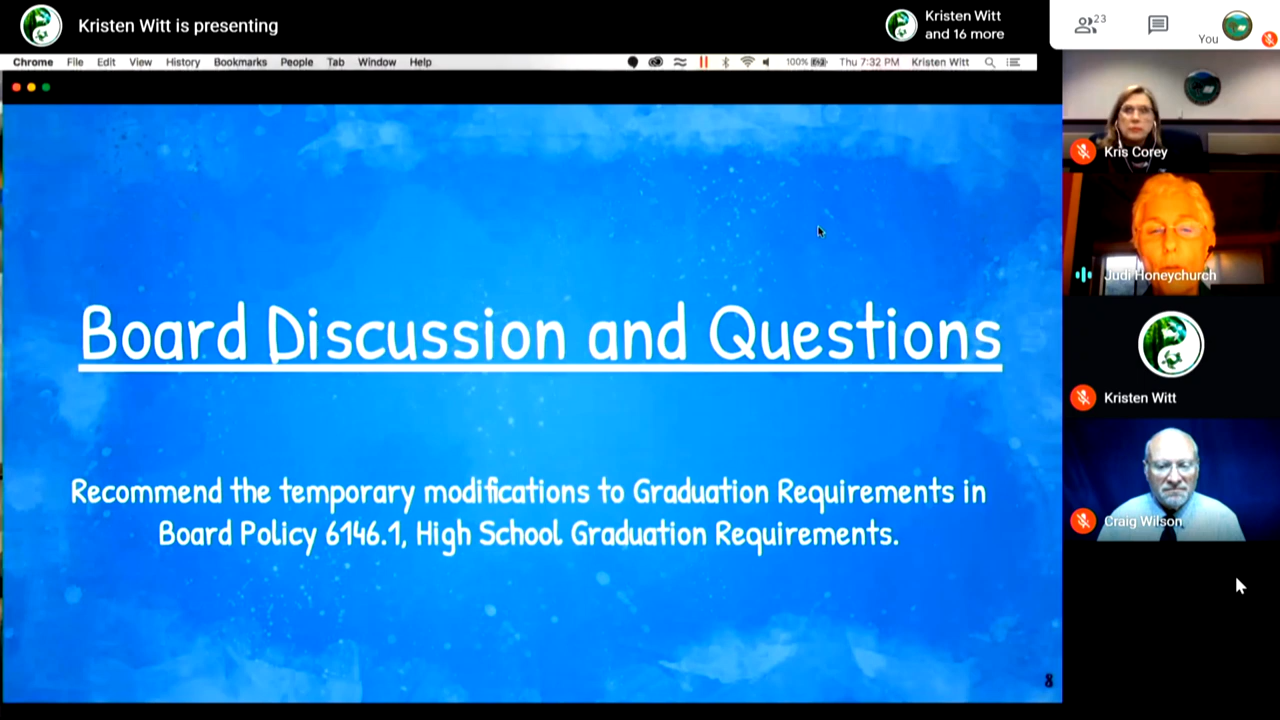 Kristen Witt is presenting
Kristen Witt
and 16 more
23
You
Chrome File Edit View History Bookmarks People Tab Window Help
100% Thu 7:32 PM Kristen Witt
Kris Corey
Judi Honeychurch
Board Discussion and Questions
Kristen Witt
Recommend the temporary modifications to Graduation Requirements in
Board Policy 6146.1, High School Graduation Requirements.
Craig Wilson
8